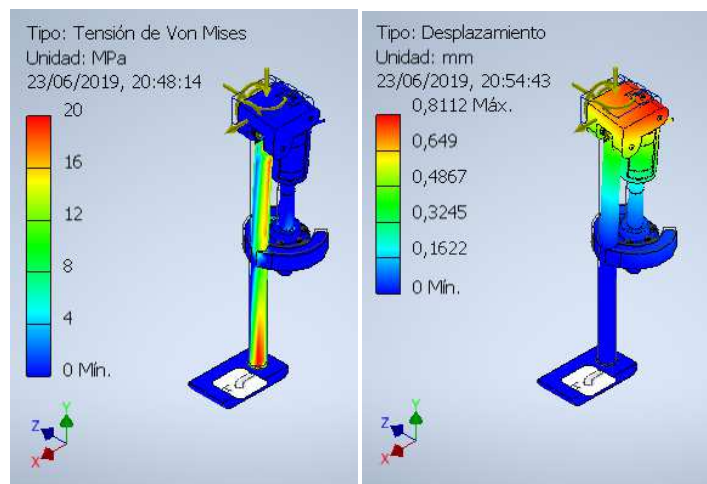 Tipo: Tensión de Von Mises
Unidad: MPa
23/06/2019, 20:48:14
20
16
12
8
4
0 Mín.
Y
Z
X
Tipo: Desplazamiento
Unidad: mm
23/06/2019, 20:54:43
0,8112 Máx.
0,649
0,4867
0,3245
0,1622
0 Mín.
Y
Z
X